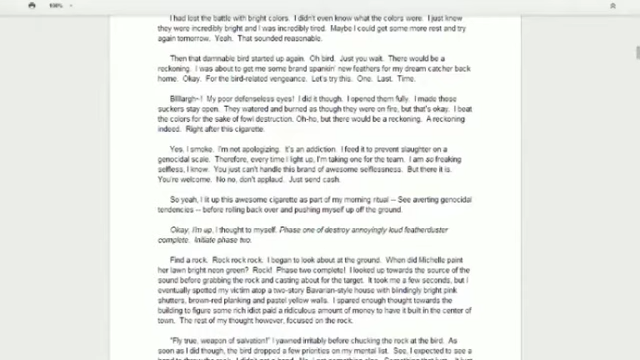 100%
I had lost the battle with bright colors. I didn't even know what the colors were. I just knew
they were incredibly bright and I was incredibly tired. Maybe I could get some more rest and try
again tomorrow. Yeah. That sounded reasonable.
Then that damnable bird started up again. Oh bird. Just you wait. There would be a
reckoning. I was about to get me some brand spankin' new feathers for my dream catcher back
home. Okay. For the bird-related vengeance. Let's try this. One. Last. Time.
My poor defenseless eyes! I did it though. I opened them fully. I made those
suckers stay open. They watered and burned as though they were on fire, but that's okay. I beat
the colors for the sake of fowl destruction. Oh-ho, but there would be a reckoning. A reckoning
indeed. Right after this cigarette.
Yes, I smoke. I'm not apologizing. It's an addiction. I feed it to prevent slaughter on a
genocidal scale. Therefore, every time I light up, I'm taking one for the team. I am so freaking
selfless, I know. You just can't handle this brand of awesome selflessness. But there it is.
You're welcome. No no, don't applaud. Just send cash.
So yeah, I lit up this awesome cigarette as part of my morning ritual -- See averting genocidal
tendencies -- before rolling back over and pushing myself up off the ground.
Okay, I'm up, I thought to myself. Phase one of destroy annoyingly loud featherduster
complete. Initiate phase two.
Find a rock. Rock rock rock. I began to look about at the ground. When did Michelle paint
her lawn bright neon green? Rock! Phase two complete! I looked up towards the source of the
sound before grabbing the rock and casting about for the target. It took me a few seconds, but I
eventually spotted my victim atop a two-story Bavarian-style house with blindingly bright pink
shutters, brown-red planking and pastel yellow walls. I spared enough thought towards the
building to figure some rich idiot paid a ridiculous amount of money to have it built in the center of
town. The rest of my thought however, focused on the rock.
"Fly true, weapon of salvation!" I yawned irritably before chucking the rock at the bird. As
soon as I did though, the bird dropped a few priorities on my mental list. See, I expected to see a